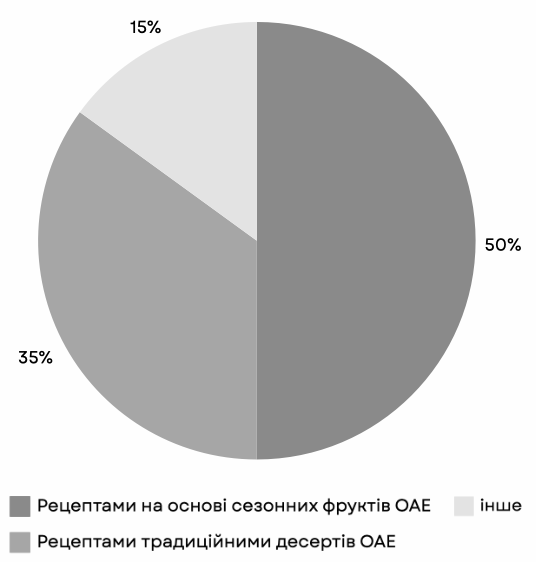 15%
50%
35%
Рецептами на основі сезонних фруктів ОАЕ
інше
Рецептами традиційними десертів ОАЕ